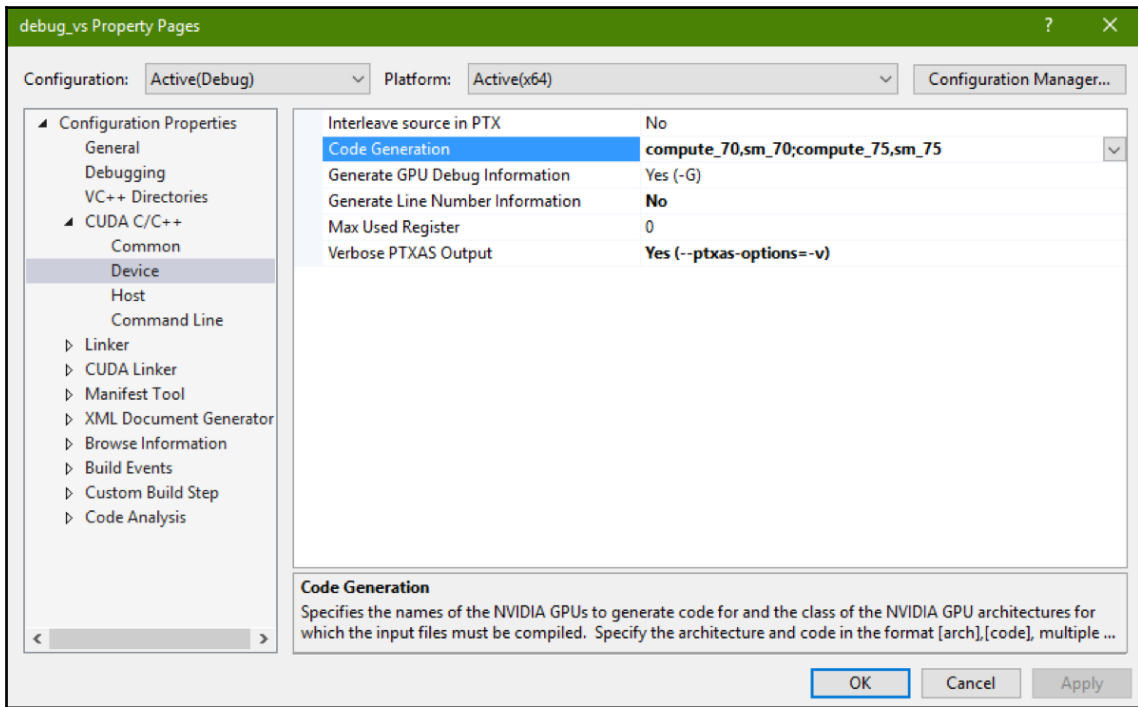 debug_vs Property Pages ? ×
Configuration: Active(Debug) Platform: Active(x64) Configuration Manager...
Configuration Properties
General
Debugging
VC++ Directories
CUDA C/C++
Common
Device
Host
Command Line
Linker
CUDA Linker
Manifest Tool
XML Document Generator
Browse Information
Build Events
Custom Build Step
Code Analysis
Interleave source in PTX No
Code Generation compute_70,sm_70;compute_75,sm_75
Generate GPU Debug Information Yes (-G)
Generate Line Number Information No
Max Used Register 0
Verbose PTXAS Output Yes (--ptxas-options=-v)
Code Generation
Specifies the names of the NVIDIA GPUs to generate code for and the class of the NVIDIA GPU architectures for
which the input files must be compiled.  Specify the architecture and code in the format [arch],[code], multiple ...
OK Cancel Apply